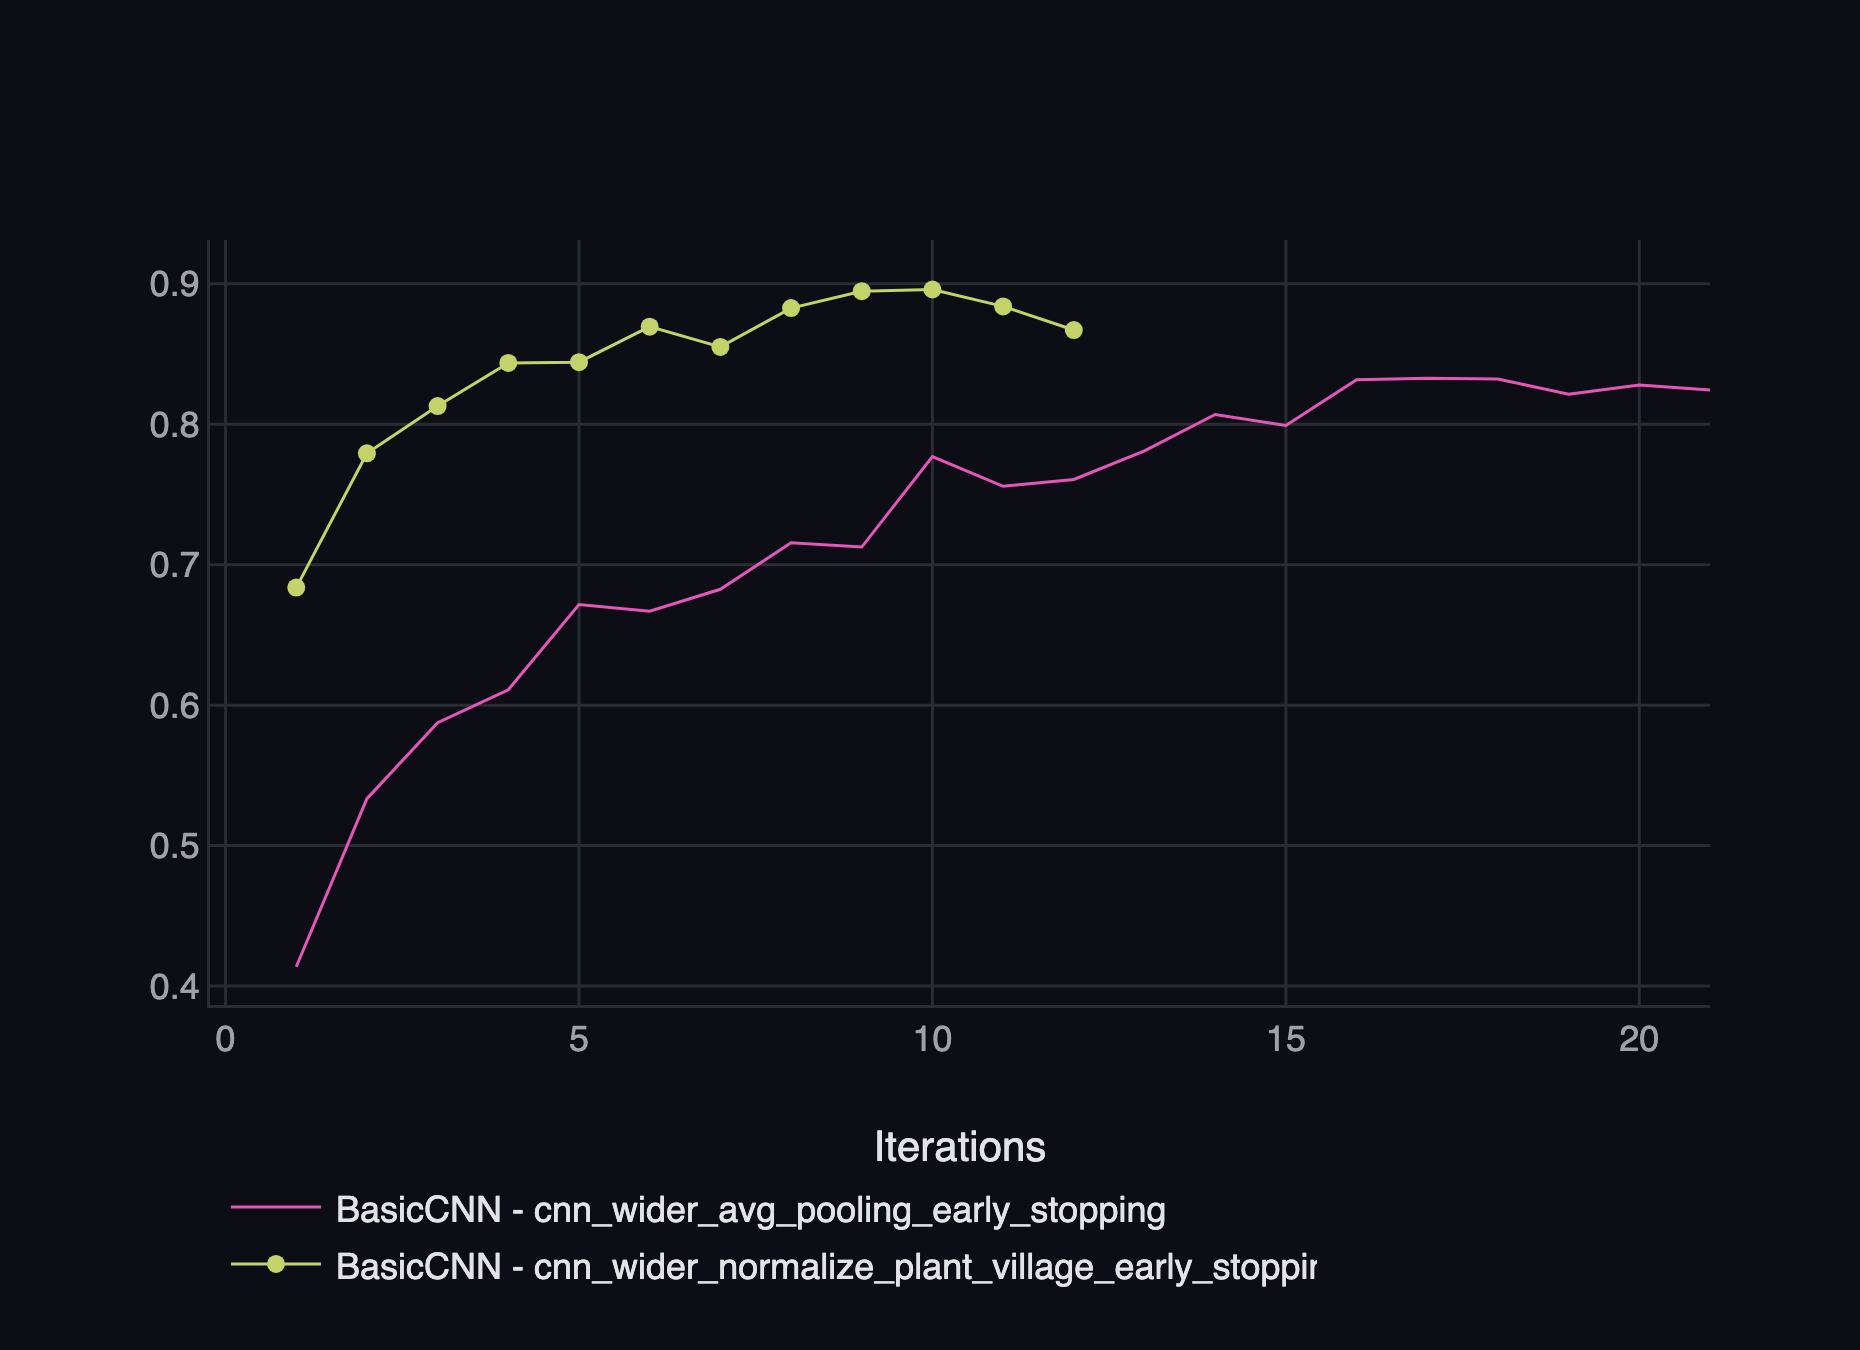 0.9
0.8
0.7
0.6
0.5
0.4
0 5 10 15 20
Iterations
BasicCNN - cnn_wider_avg_pooling_early_stopping
BasicCNN - cnn_wider_normalize_plant_village_early_stoppin